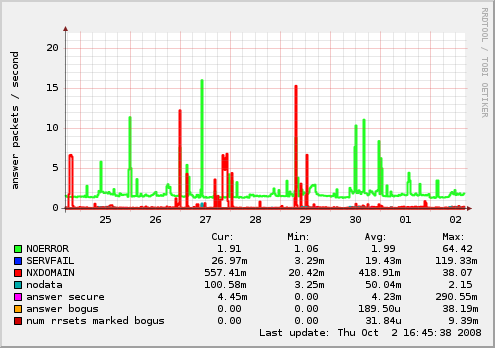 RRDTOOL / TOBI OETIKER
answer packets / second
20
15
10
5
0
25 26 27 28 29 30 01 02
Cur: Min: Avg: Max:
NOERROR 1.91 1.06 1.99 64.42
SERVFAIL 26.97m 3.29m 19.43m 119.33m
NXDOMAIN 557.41m 20.42m 418.91m 38.07
nodata 100.58m 3.25m 50.04m 2.15
answer secure 4.45m 0.00 4.23m 290.55m
answer bogus 0.00 0.00 189.50u 38.19m
num rrsets marked bogus 0.00 0.00 31.84u 9.39m
Last update: Thu Oct 2 16:45:38 2008